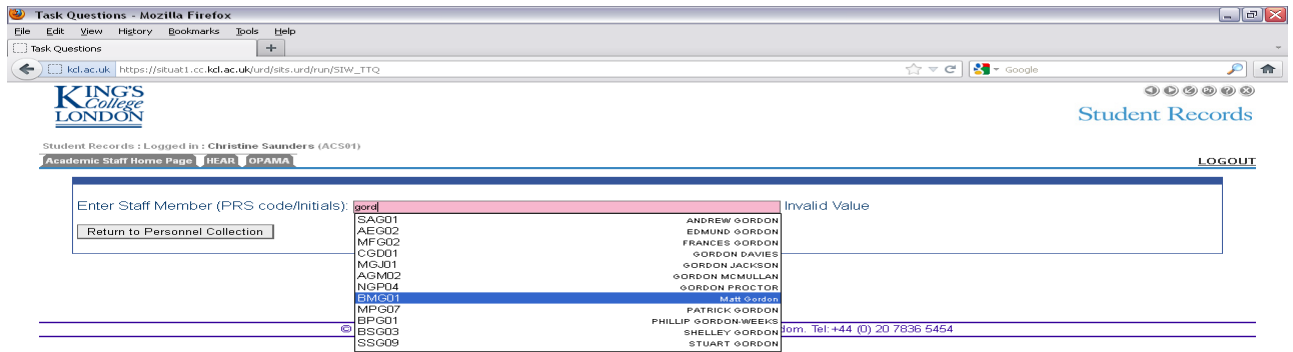 Task Questions - Mozilla Firefox
File Edit View History Bookmarks Tools Help
Task Questions +
kcl.ac.uk https://situat1.cc.kcl.ac.uk/urd/sits.urd/run/SIW_TTQ Google
KING'S
College
LONDON
Student Records
Student Records : Logged in : Christine Saunders (ACS01)
Academic Staff Home Page HEAR OPAMA LOGOUT
Enter Staff Member (PRS code/Initials): gord Invalid Value
Return to Personnel Collection
SAG01 ANDREW GORDON
AEG02 EDMUND GORDON
MFG02 FRANCES GORDON
CGD01 GORDON DAVIES
MGJ01 GORDON JACKSON
AGM02 GORDON MCMULLAN
NGP04 GORDON PROCTOR
BMG01 Matt Gordon
MPG07 PATRICK GORDON
BPG01 PHILLIP GORDON-WEEKS
BSG03 SHELLEY GORDON
SSG09 STUART GORDON
© dom. Tel: +44 (0) 20 7836 5454